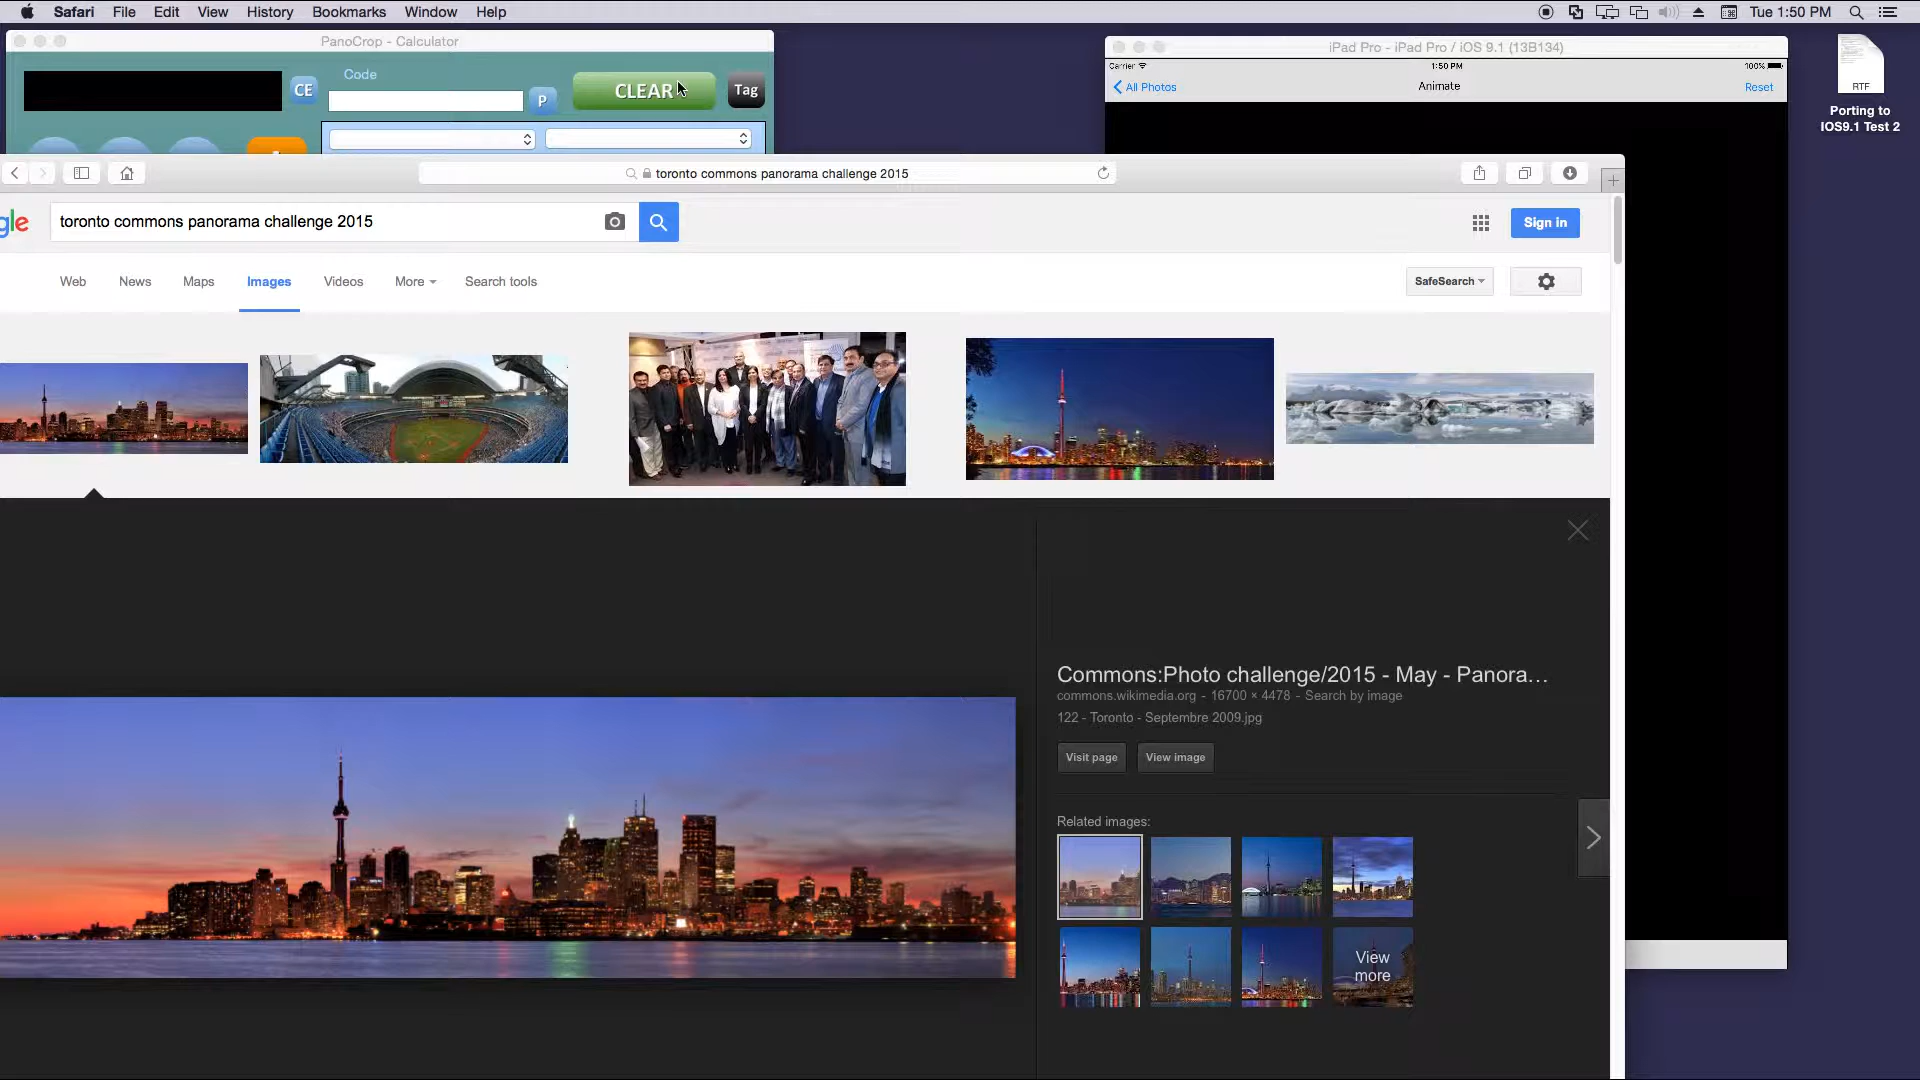 Safari File Edit View History Bookmarks Window Help
Tue 1:50 PM
PanoCrop - Calculator
CE
Code
P
CLEAR
Tag
iPad Pro - iPad Pro / iOS 9.1 (13B134)
Carrier 1:50 PM 100%
All Photos Animate Reset
RTF
Porting to
IOS9.1 Test 2
toronto commons panorama challenge 2015
gle
toronto commons panorama challenge 2015
Sign in
Web News Maps Images Videos More Search tools
SafeSearch
Commons:Photo challenge/2015 - May - Panora...
commons.wikimedia.org - 16700 × 4478 - Search by image
122 - Toronto - Septembre 2009.jpg
Visit page View image
Related images:
View
more